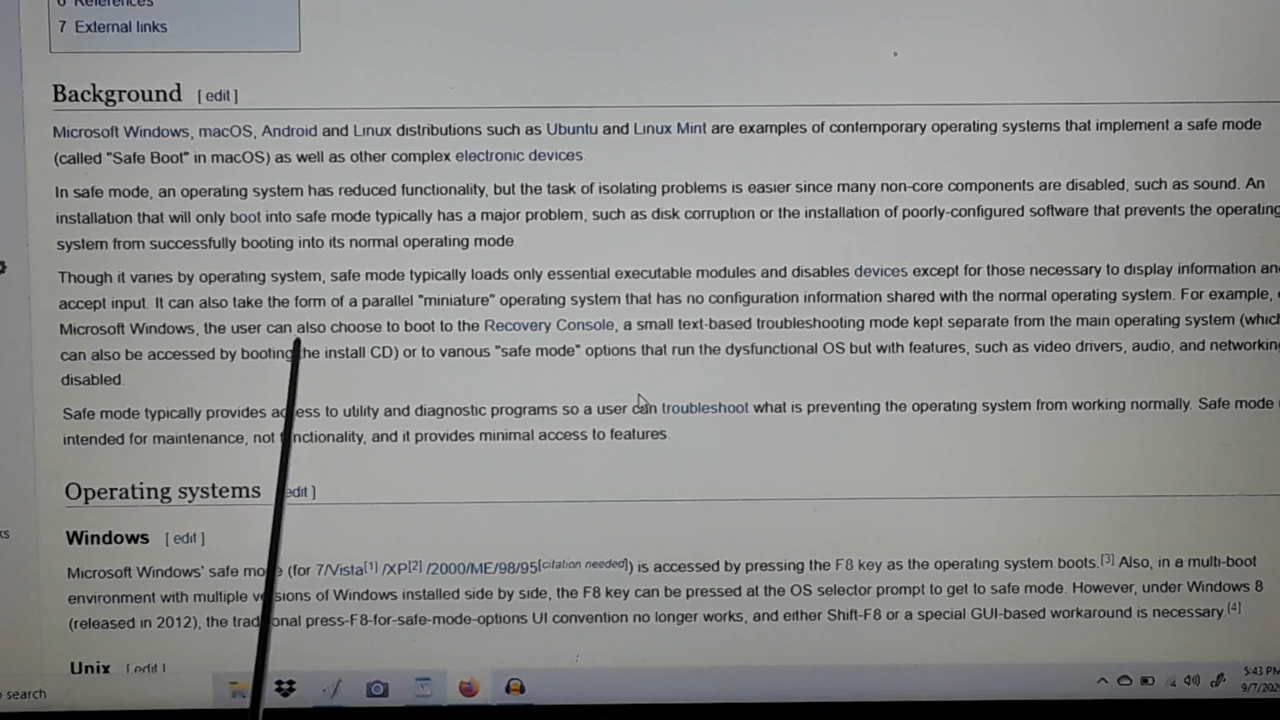 6 References
7 External links
Background [ edit ]
Microsoft Windows, macOS, Android and Linux distributions such as Ubuntu and Linux Mint are examples of contemporary operating systems that implement a safe mode
(called "Safe Boot" in macOS) as well as other complex electronic devices.
In safe mode, an operating system has reduced functionality, but the task of isolating problems is easier since many non-core components are disabled, such as sound. An
installation that will only boot into safe mode typically has a major problem, such as disk corruption or the installation of poorly-configured software that prevents the operating
system from successfully booting into its normal operating mode
Though it varies by operating system, safe mode typically loads only essential executable modules and disables devices except for those necessary to display information an
accept input. It can also take the form of a parallel "miniature" operating system that has no configuration information shared with the normal operating system. For example,
Microsoft Windows, the user can also choose to boot to the Recovery Console, a small text-based troubleshooting mode kept separate from the main operating system (which
can also be accessed by booting the install CD) or to various "safe mode" options that run the dysfunctional OS but with features, such as video drivers, audio, and networkin
disabled.
Safe mode typically provides access to utility and diagnostic programs so a user can troubleshoot what is preventing the operating system from working normally. Safe mode
intended for maintenance, not functionality, and it provides minimal access to features.
Operating systems [edit ]
Windows [ edit ]
Microsoft Windows' safe mode (for 7/Vista[1] /XP[2] /2000/ME/98/95[citation needed]) is accessed by pressing the F8 key as the operating system boots.[3] Also, in a multi-boot
environment with multiple versions of Windows installed side by side, the F8 key can be pressed at the OS selector prompt to get to safe mode. However, under Windows 8
(released in 2012), the traditional press-F8-for-safe-mode-options UI convention no longer works, and either Shift-F8 or a special GUI-based workaround is necessary.[4]
Unix [ edit ]
search
5:43 PM
9/7/202